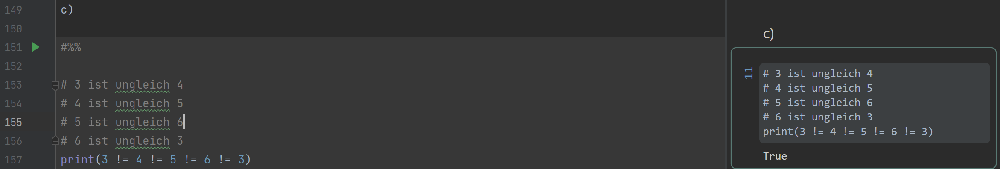 149 c)
150
151 #%%
152
153 # 3 ist ungleich 4
154 # 4 ist ungleich 5
155 # 5 ist ungleich 6
156 # 6 ist ungleich 3
157 print(3 != 4 != 5 != 6 != 3)
c)
11
# 3 ist ungleich 4
# 4 ist ungleich 5
# 5 ist ungleich 6
# 6 ist ungleich 3
print(3 != 4 != 5 != 6 != 3)
True